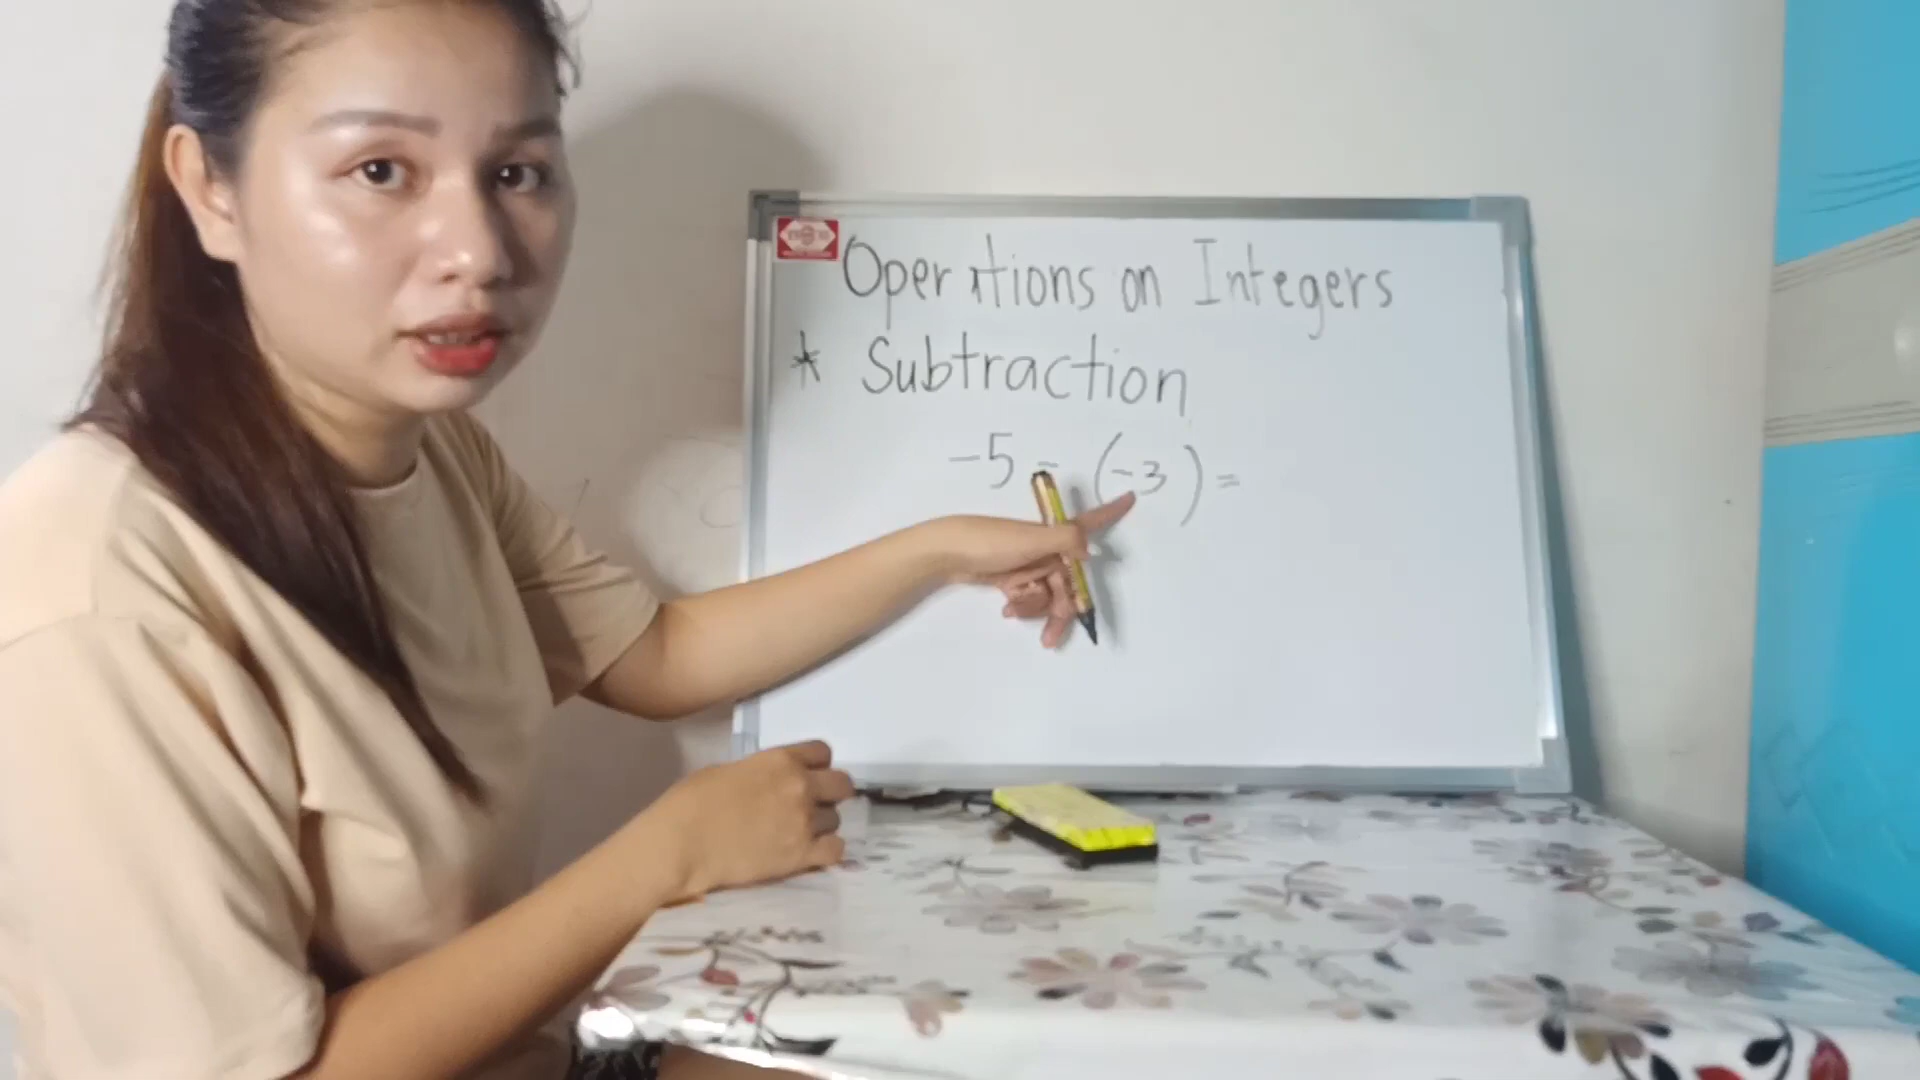 Operations on Integers
* Subtraction
-5 - (-3) =